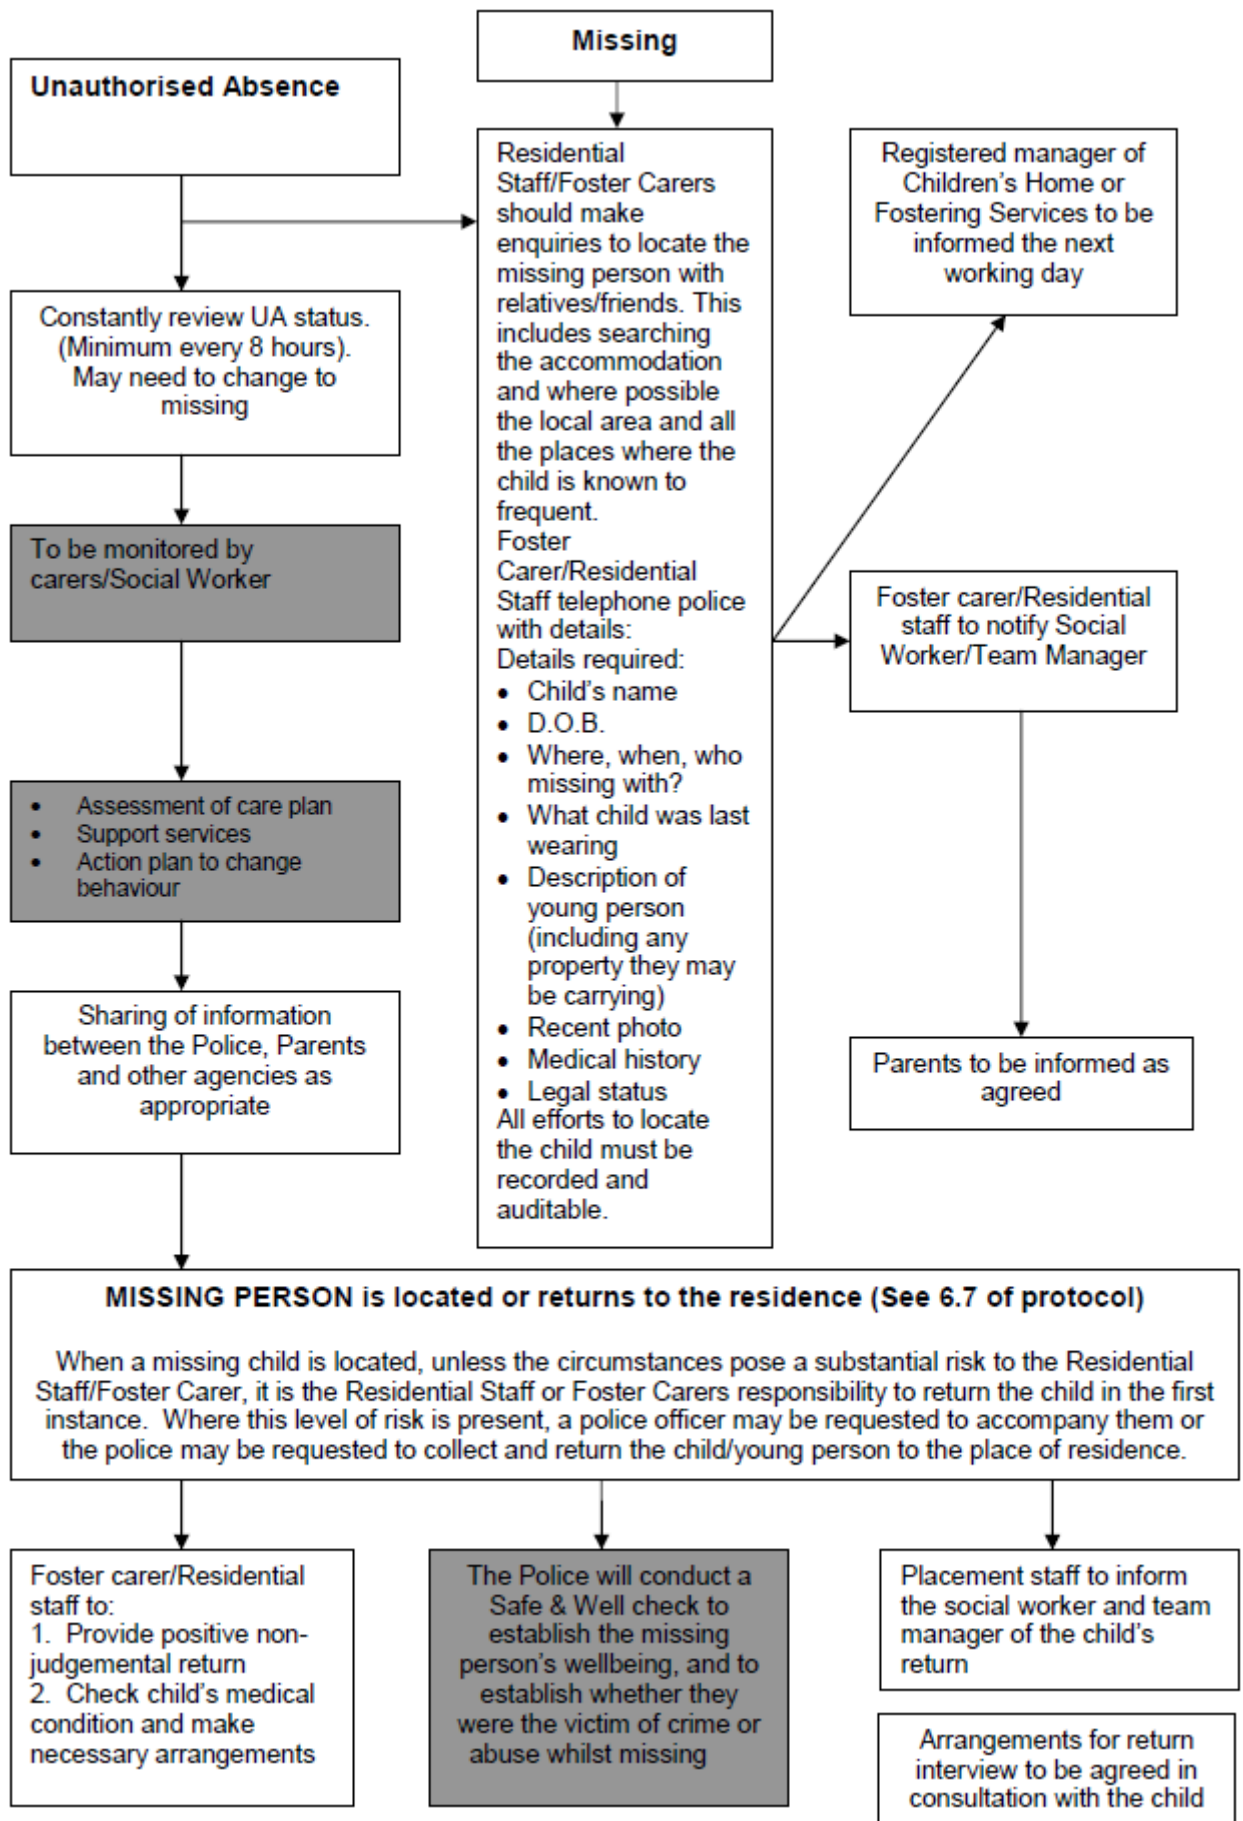 Missing
Unauthorised Absence
Residential
Staff/Foster Carers
should make
enquiries to locate the
missing person with
relatives/friends. This
includes searching
the accommodation
and where possible
the local area and all
the places where the
child is known to
frequent.
Foster
Carer/Residential
Staff telephone police
with details:
Details required:
• Child's name
• D.O.B.
• Where, when, who
missing with?
• What child was last
wearing
• Description of
young person
(including any
property they may
be carrying)
• Recent photo
• Medical history
• Legal status
All efforts to locate
the child must be
recorded and
auditable.
Registered manager of
Children's Home or
Fostering Services to be
informed the next
working day
Constantly review UA status.
(Minimum every 8 hours).
May need to change to
missing
To be monitored by
carers/Social Worker
Foster carer/Residential
staff to notify Social
Worker/Team Manager
• Assessment of care plan
• Support services
• Action plan to change
behaviour
Sharing of information
between the Police, Parents
and other agencies as
appropriate
Parents to be informed as
agreed
MISSING PERSON is located or returns to the residence (See 6.7 of protocol)
When a missing child is located, unless the circumstances pose a substantial risk to the Residential
Staff/Foster Carer, it is the Residential Staff or Foster Carers responsibility to return the child in the first
instance. Where this level of risk is present, a police officer may be requested to accompany them or
the police may be requested to collect and return the child/young person to the place of residence.
Foster carer/Residential
staff to:
1. Provide positive non-
judgemental return
2. Check child's medical
condition and make
necessary arrangements
The Police will conduct a
Safe & Well check to
establish the missing
person's wellbeing, and to
establish whether they
were the victim of crime or
abuse whilst missing
Placement staff to inform
the social worker and team
manager of the child's
return
Arrangements for return
interview to be agreed in
consultation with the child